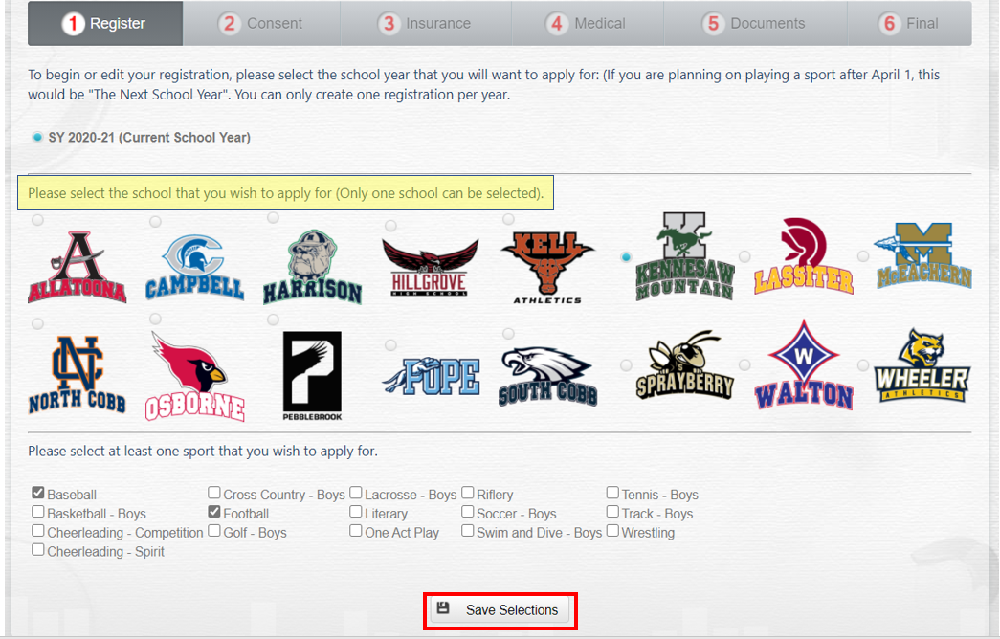 1 Register 2 Consent 3 Insurance 4 Medical 5 Documents 6 Final
To begin or edit your registration, please select the school year that you will want to apply for: (If you are planning on playing a sport after April 1, this
would be "The Next School Year". You can only create one registration per year.
SY 2020-21 (Current School Year)
Please select the school that you wish to apply for (Only one school can be selected).
A
ALLATOONA
C
CAMPBELL
H
HARRISON
HILLGROVE
HIGH SCHOOL
KELL
ATHLETICS
K
KENNESAW
MOUNTAIN
LASSITER
M
McEACHERN
NC
NORTH COBB
OSBORNE
P
PEBBLEBROOK
POPE
SOUTH COBB
S
SPRAYBERRY
W
WALTON
WHEELER
ATHLETICS
Please select at least one sport that you wish to apply for.
Baseball Cross Country - Boys Lacrosse - Boys Riflery Tennis - Boys
Basketball - Boys Football Literary Soccer - Boys Track - Boys
Cheerleading - Competition Golf - Boys One Act Play Swim and Dive - Boys Wrestling
Cheerleading - Spirit
Save Selections